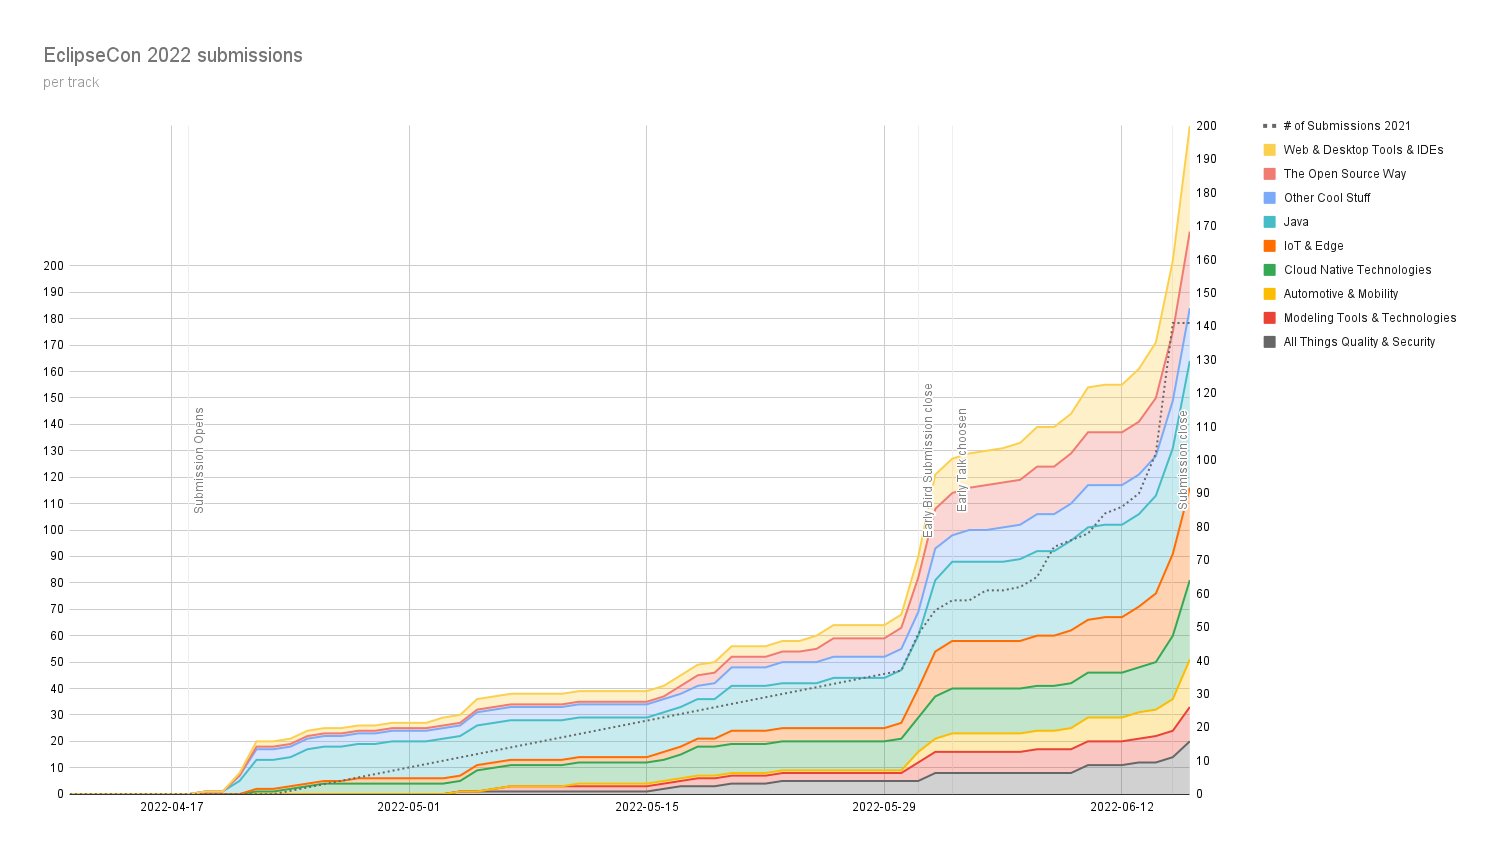 EclipseCon 2022 submissions
per track
200
190
180
170
160
150
140
130
120
110
100
90
80
70
60
50
40
30
20
10
0
Submission Opens
Early Bird Submission close
Early Talk choosen
Submission close
200
190
180
170
160
150
140
130
120
110
100
90
80
70
60
50
40
30
20
10
0
2022-04-17
2022-05-01
2022-05-15
2022-05-29
2022-06-12
# of Submissions 2021
Web & Desktop Tools & IDEs
The Open Source Way
Other Cool Stuff
Java
IoT & Edge
Cloud Native Technologies
Automotive & Mobility
Modeling Tools & Technologies
All Things Quality & Security